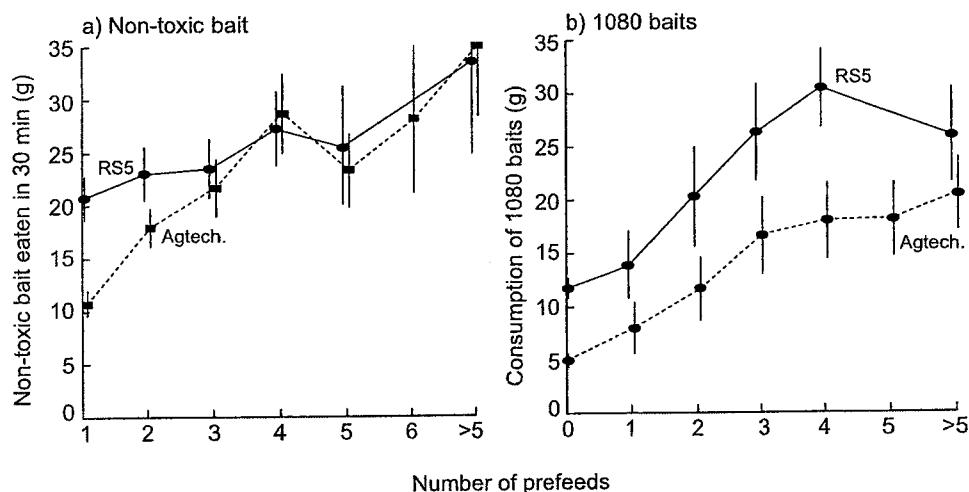 a) Non-toxic bait
Non-toxic bait eaten in 30 min (g)
35
30
25
20
15
10
5
0
RS5
Agtech.
1 2 3 4 5 6 >5
b) 1080 baits
Consumption of 1080 baits (g)
35
30
25
20
15
10
5
0
RS5
Agtech.
0 1 2 3 4 5 >5
Number of prefeeds